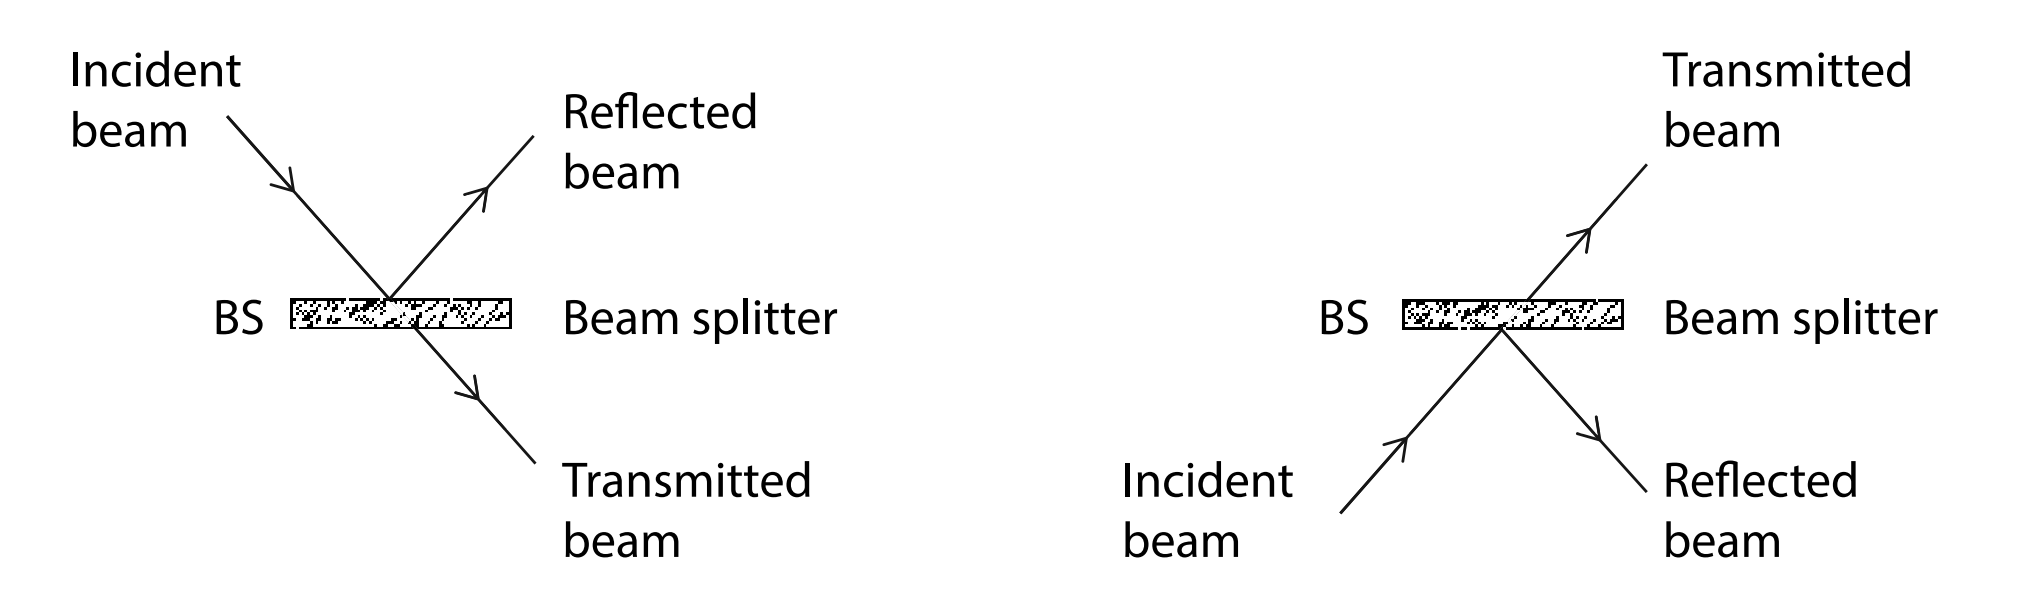 Incident
beam
Reflected
beam
BS
Beam splitter
Transmitted
beam
Transmitted
beam
BS
Beam splitter
Incident
beam
Reflected
beam